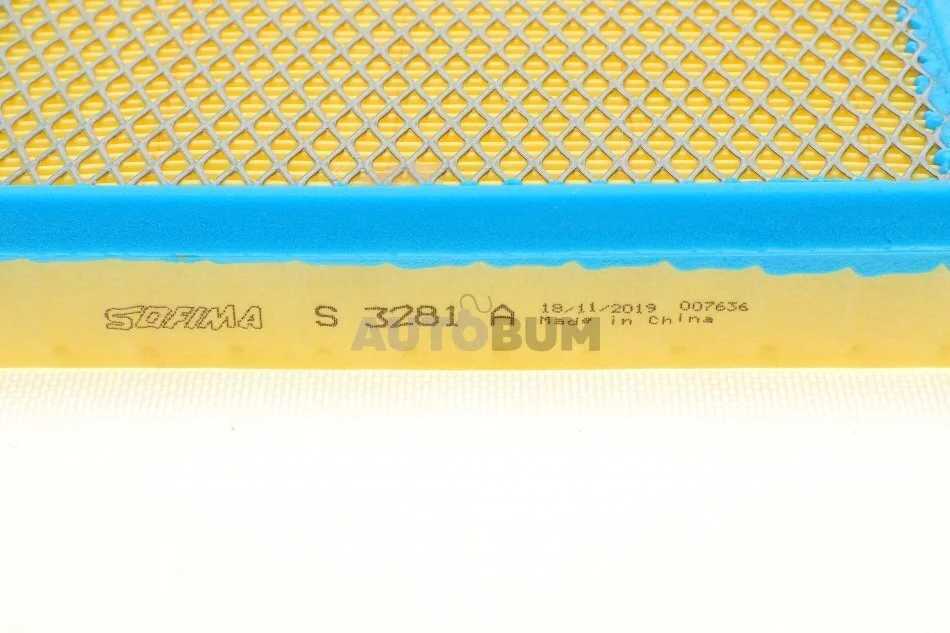 SOFIMA S 3281 A 18/11/2019 007636
Made in China
AUTOBUM